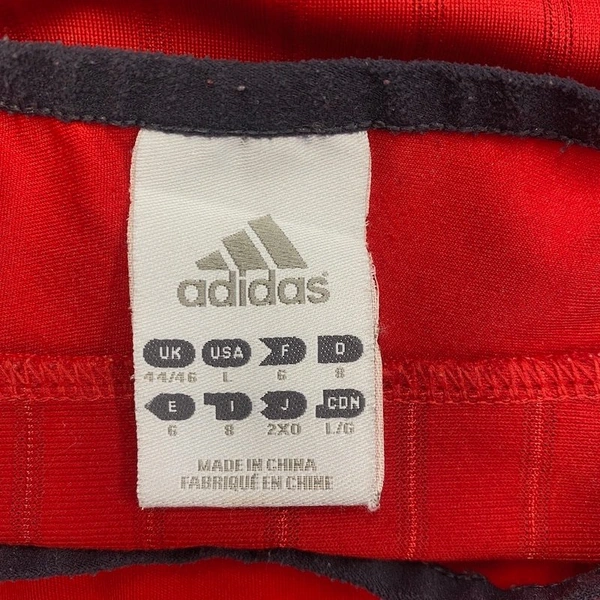 adidas®
UK USA F D
44/46 L 6 8
E I J CDN
6 8 2XO L/G
MADE IN CHINA
FABRIQUÉ EN CHINE